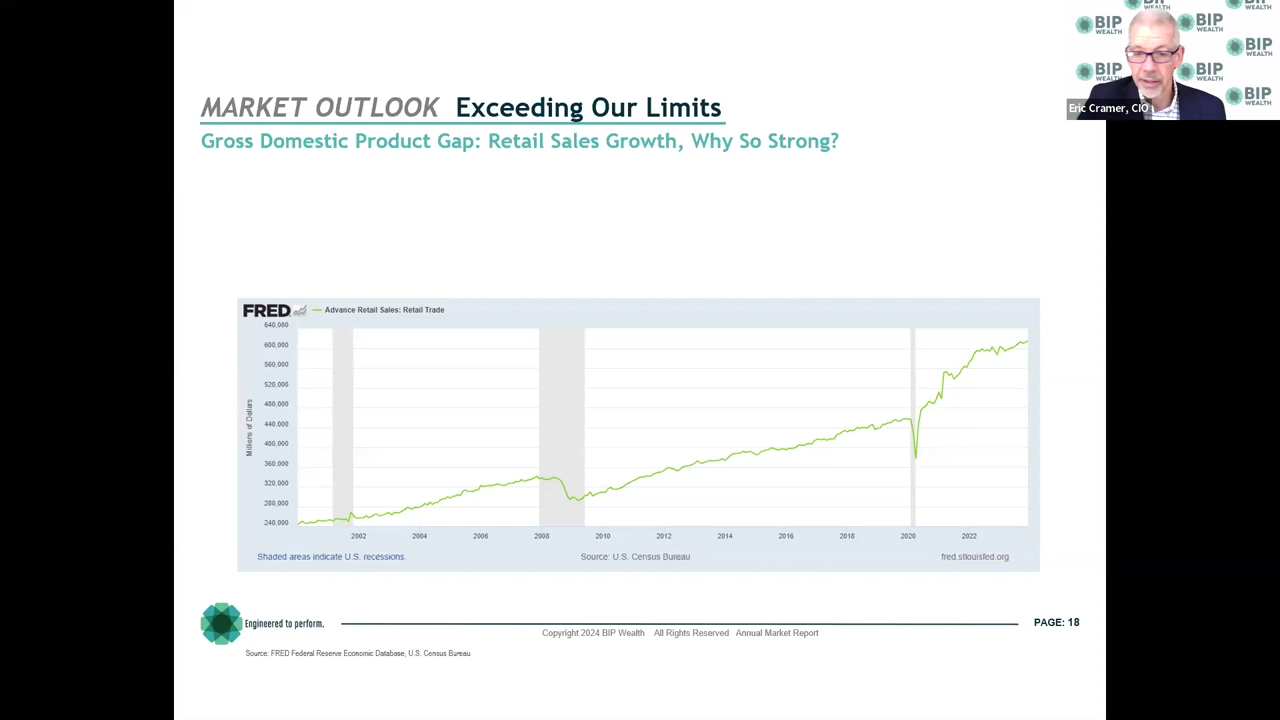 BIP WEALTH
BIP WEALTH
BIP WEALTH
BIP WEALTH
BIP WEALTH
BIP WEALTH
Eric Cramer, CIO
MARKET OUTLOOK Exceeding Our Limits
Gross Domestic Product Gap: Retail Sales Growth, Why So Strong?
FRED Advance Retail Sales: Retail Trade
640,000
600,000
560,000
520,000
480,000
440,000
400,000
360,000
320,000
280,000
240,000
Millions of Dollars
2002 2004 2006 2008 2010 2012 2014 2016 2018 2020 2022
Shaded areas indicate U.S. recessions. Source: U.S. Census Bureau fred.stlouisfed.org
Engineered to perform. PAGE: 18
Copyright 2024 BIP Wealth All Rights Reserved Annual Market Report
Source: FRED Federal Reserve Economic Database, U.S. Census Bureau